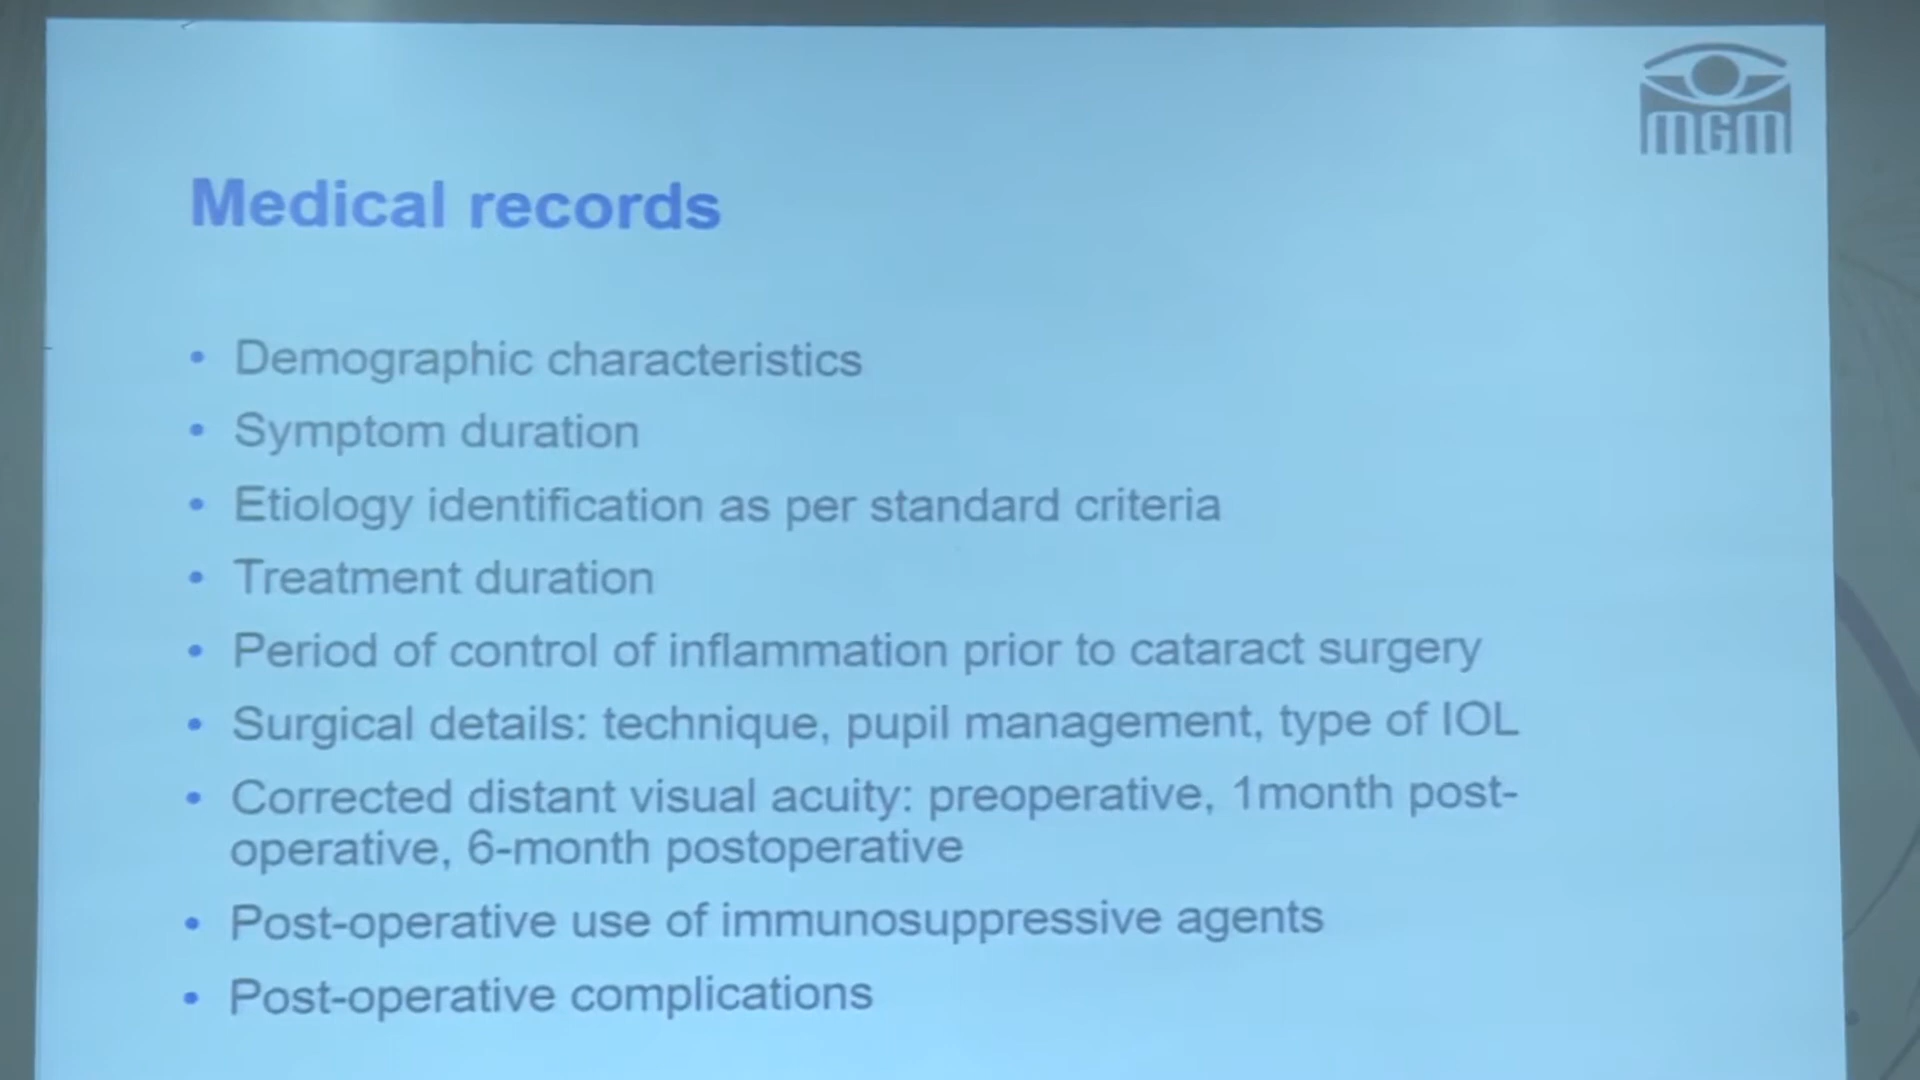 MGM
Medical records
• Demographic characteristics
• Symptom duration
• Etiology identification as per standard criteria
• Treatment duration
• Period of control of inflammation prior to cataract surgery
• Surgical details: technique, pupil management, type of IOL
• Corrected distant visual acuity: preoperative, 1month post-
operative, 6-month postoperative
• Post-operative use of immunosuppressive agents
• Post-operative complications